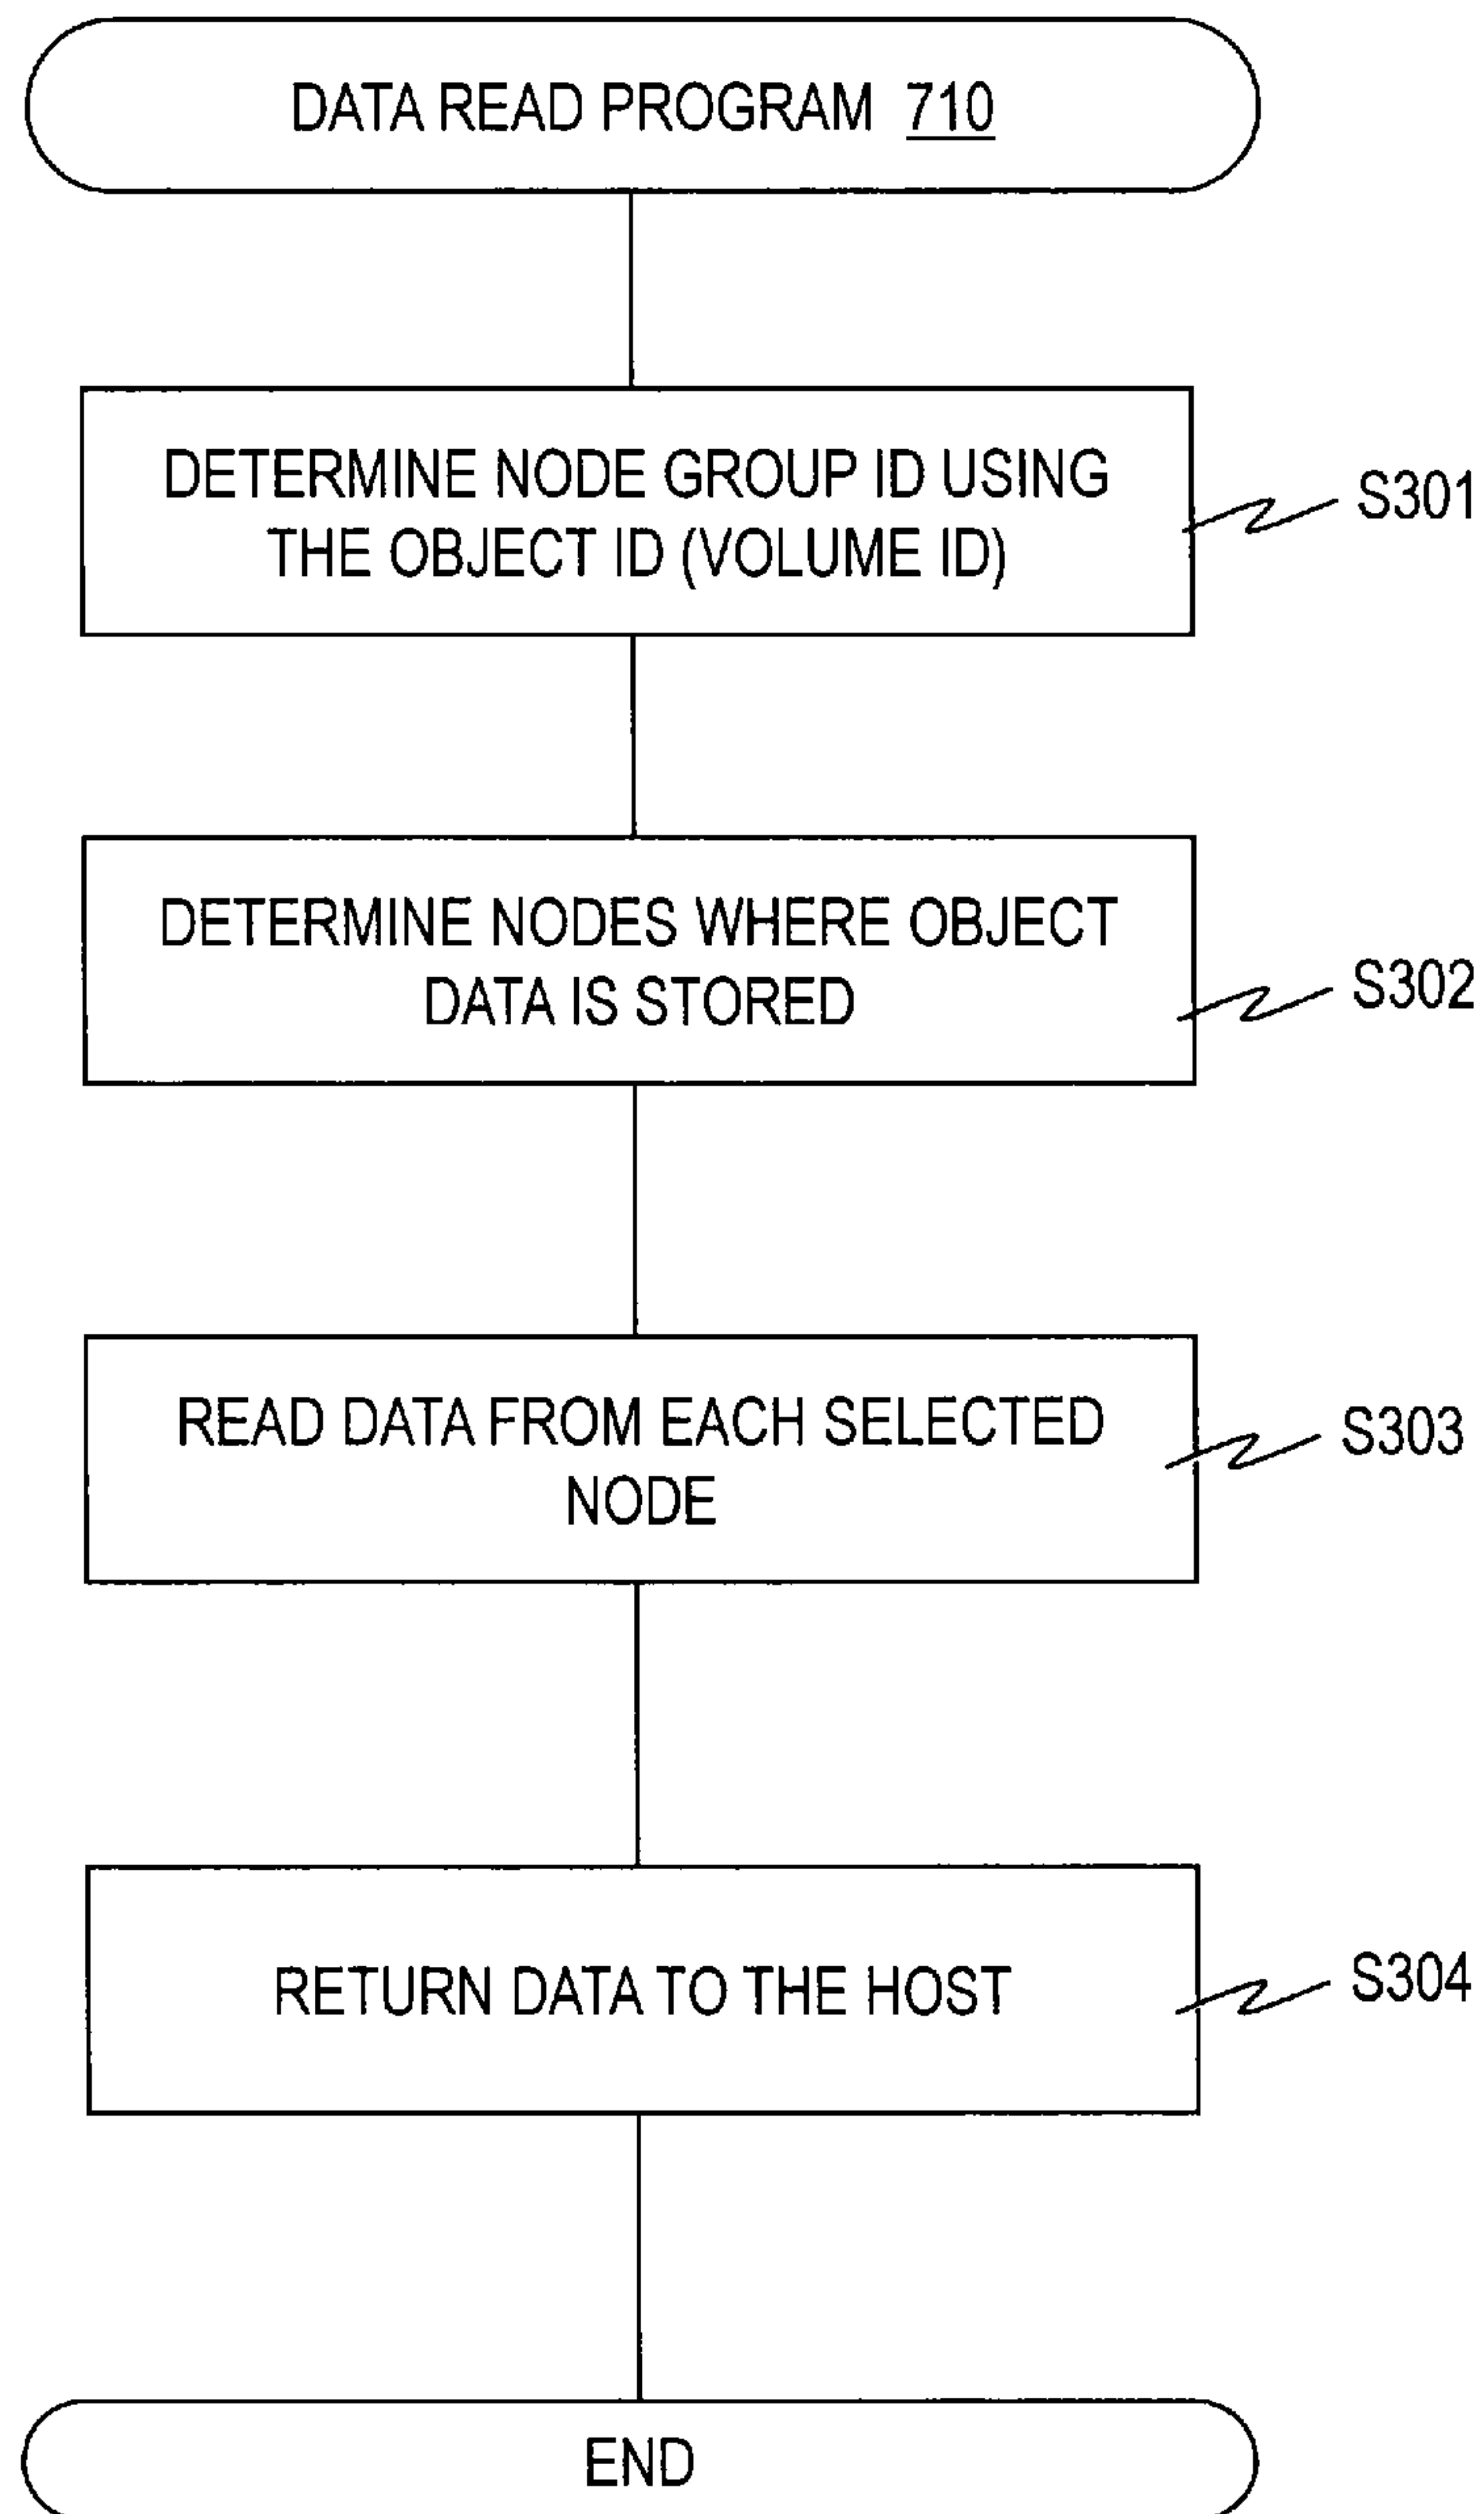 DATA READ PROGRAM 710
DETERMINE NODE GROUP ID USING
THE OBJECT ID (VOLUME ID)
S301
DETERMINE NODES WHERE OBJECT
DATA IS STORED
S302
READ DATA FROM EACH SELECTED
NODE
S303
RETURN DATA TO THE HOST
S304
END